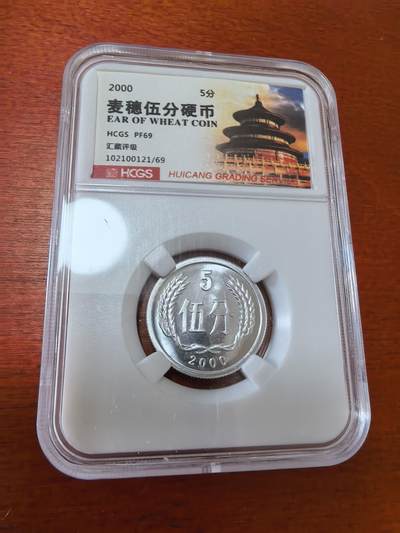 2000 5分
麦穗伍分硬币
EAR OF WHEAT COIN
HCGS PF69
汇藏评级
102100121/69
HCGS HUICANG GRADING SERVICE
5
伍分
2000